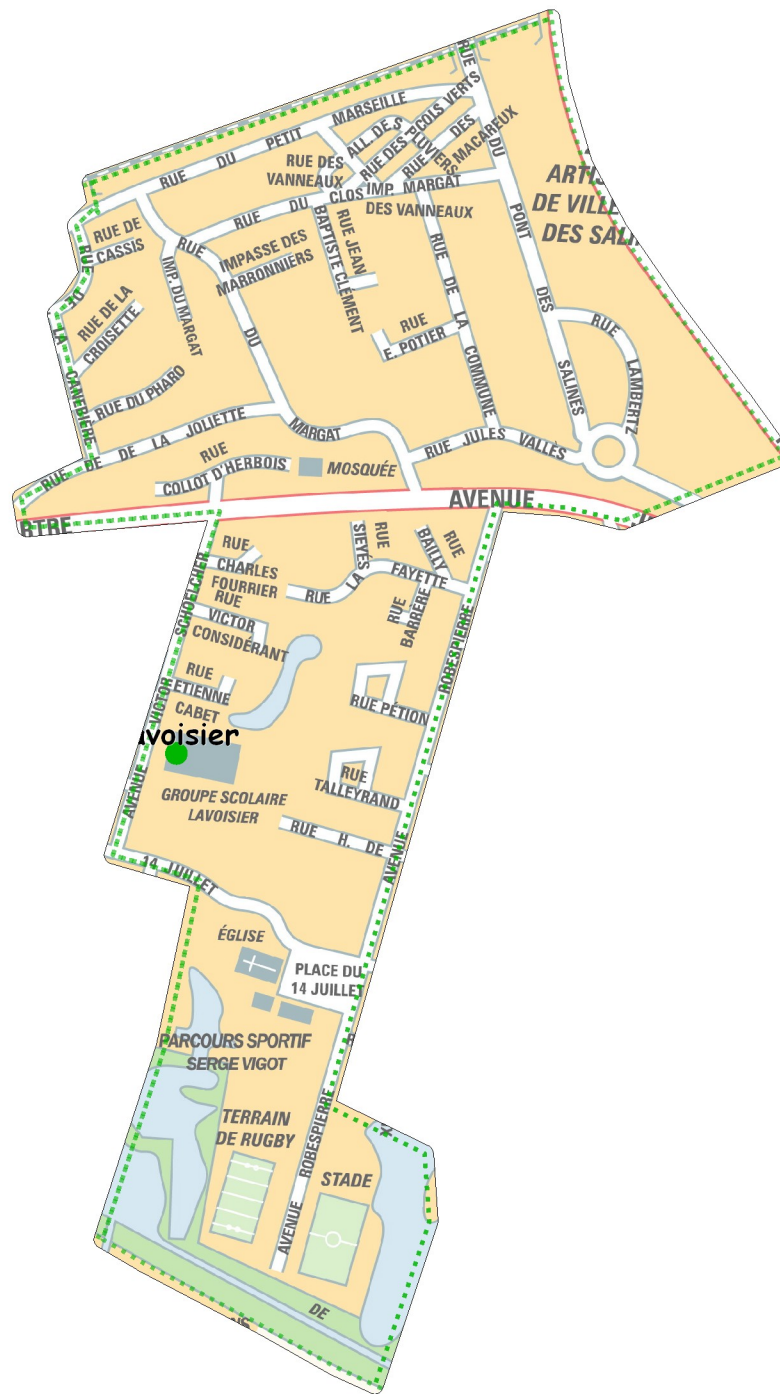 RUE DU PETIT MARSEILLE
RUE
DU
PONT
DES
SALINES
ALL. DES PLUVIERS
RUE DES COLS VERTS
RUE DES MACAREUX
RUE DES
VANNEAUX
IMP. MARGAT
DES VANNEAUX
RUE DU CLOS
DE VILLE
RUE DE
CASSIS
RUE
DE
LA
CANEBIÈRE
RUE DE LA
CROISETTE
IMP. DU MARGAT
RUE
DU
MARGAT
IMPASSE DES
MARRONNIERS
RUE JEAN
BAPTISTE CLÉMENT
RUE DE LA COMMUNE
RUE
E. POTIER
RUE LAMBERTZ
RUE DU PHARO
RUE DE DE LA JOLIETTE
RUE JULES VALLÈS
RUE
COLLOT D'HERBOIS
MOSQUÉE
AVENUE
RTRE
RUE
CHARLES
FOURRIER
RUE
SIEYÈS
RUE
BAILLY
RUE LA FAYETTE
RUE
BARRÈRE
RUE
VICTOR
CONSIDÉRANT
RUE
ETIENNE
CABET
AVENUE VICTOR SCHOELCHER
RUE PÉTION
avoisier
GROUPE SCOLAIRE
LAVOISIER
RUE
TALLEYRAND
RUE H. DE
AVENUE ROBESPIERRE
14 JUILLET
ÉGLISE
PLACE DU
14 JUILLET
PARCOURS SPORTIF
SERGE VIGOT
TERRAIN
DE RUGBY
STADE
AVENUE ROBESPIERRE
DE